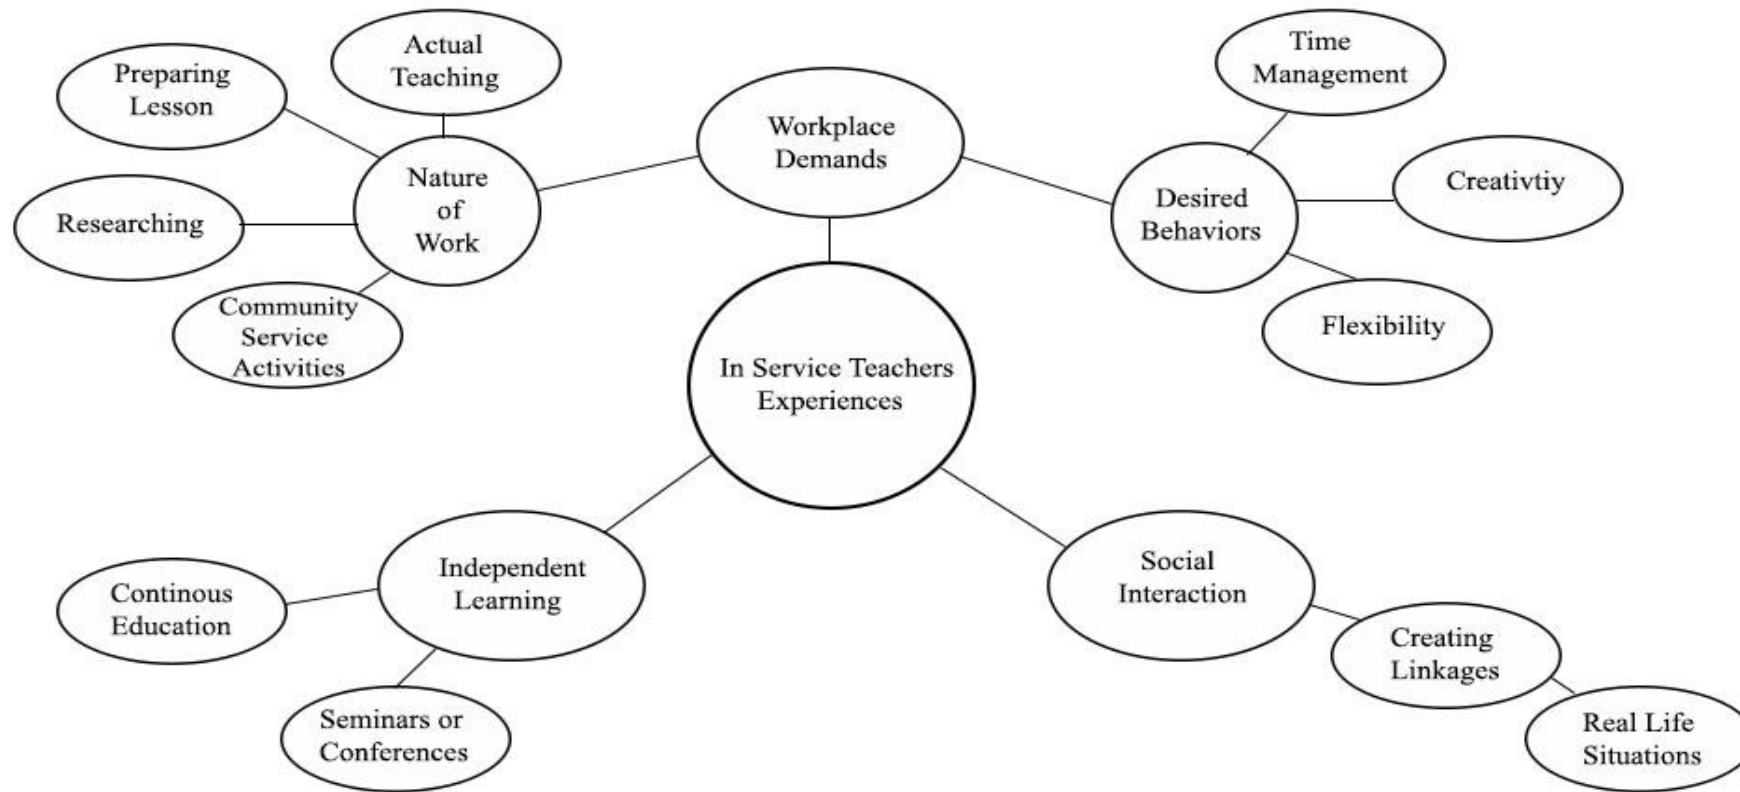 Actual
Teaching
Preparing
Lesson
Researching
Community
Service
Activities
Nature
of
Work
Workplace
Demands
Time
Management
Desired
Behaviors
Creativtiy
Flexibility
In Service Teachers
Experiences
Independent
Learning
Continous
Education
Seminars or
Conferences
Social
Interaction
Creating
Linkages
Real Life
Situations